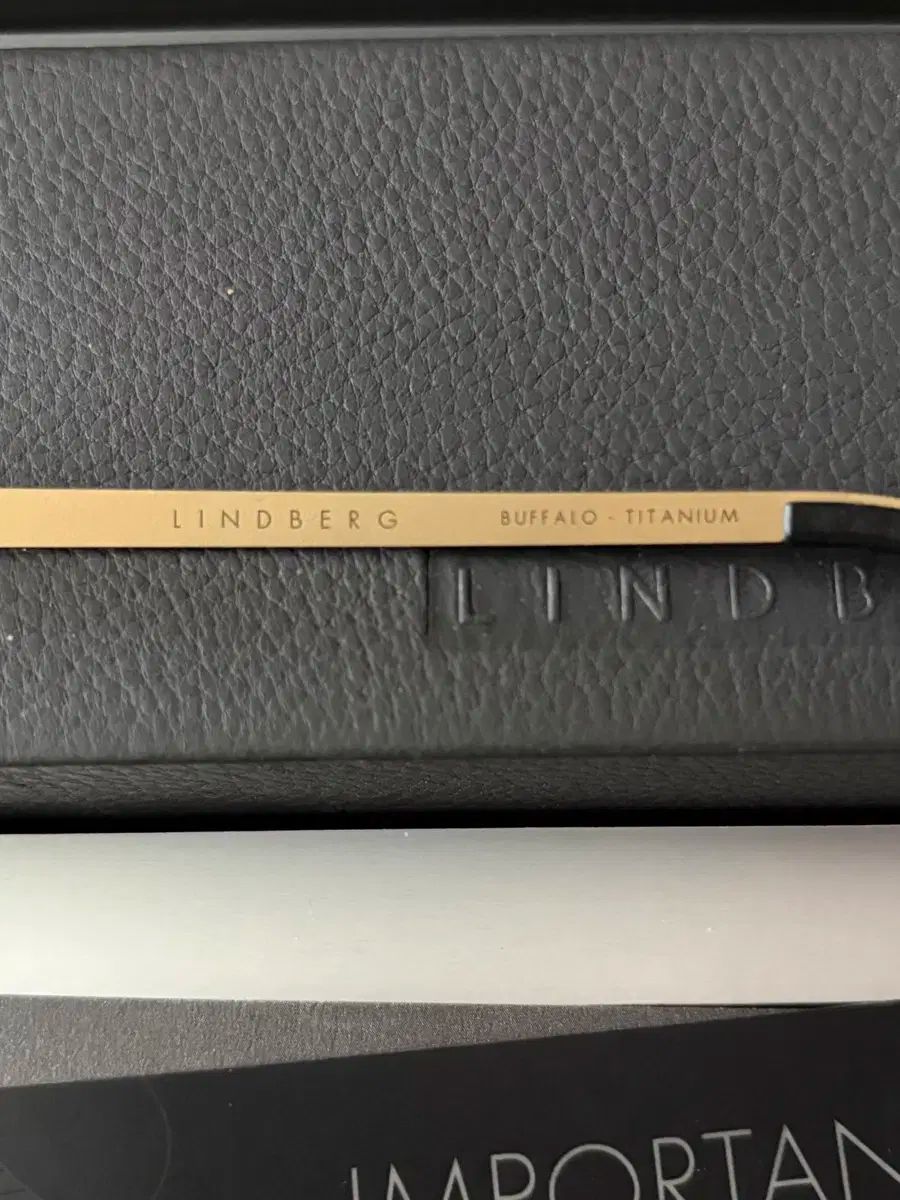 LINDBERG BUFFALO - TITANIUM
LINDB
IMPORTAN